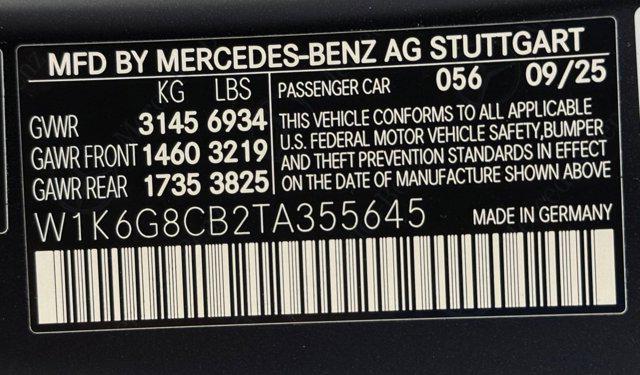 MFD BY MERCEDES-BENZ AG STUTTGART
KG LBS
GVWR 3145 6934
GAWR FRONT 1460 3219
GAWR REAR 1735 3825
PASSENGER CAR 056 09/25
THIS VEHICLE CONFORMS TO ALL APPLICABLE
U.S. FEDERAL MOTOR VEHICLE SAFETY,BUMPER
AND THEFT PREVENTION STANDARDS IN EFFECT
ON THE DATE OF MANUFACTURE SHOWN ABOVE
W1K6G8CB2TA355645
MADE IN GERMANY